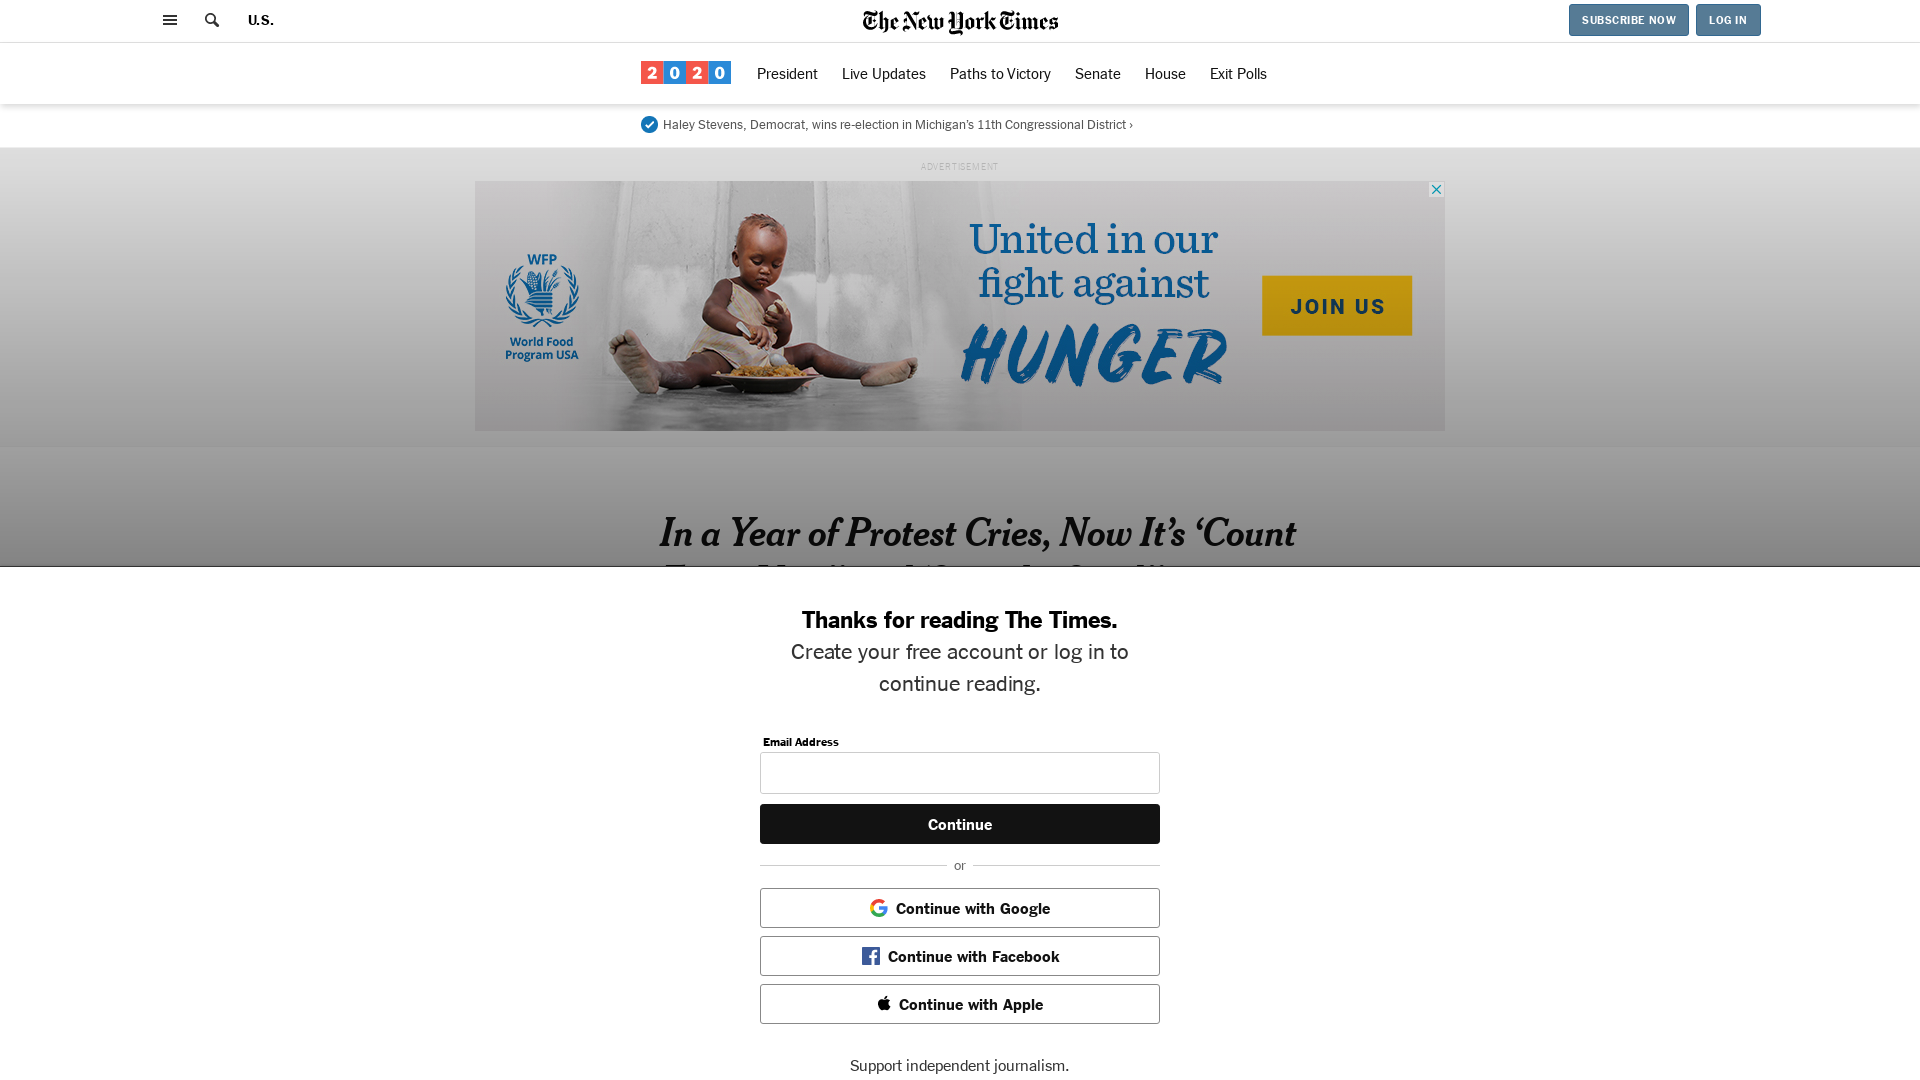 U.S.
The New York Times
SUBSCRIBE NOW
LOG IN
2020
President
Live Updates
Paths to Victory
Senate
House
Exit Polls
Haley Stevens, Democrat, wins re-election in Michigan’s 11th Congressional District ›
ADVERTISEMENT
WFP
World Food
Program USA
United in our
fight against
HUNGER
JOIN US
In a Year of Protest Cries, Now It’s ‘Count
Thanks for reading The Times.
Create your free account or log in to
continue reading.
Email Address
Continue
or
Continue with Google
Continue with Facebook
Continue with Apple
Support independent journalism.